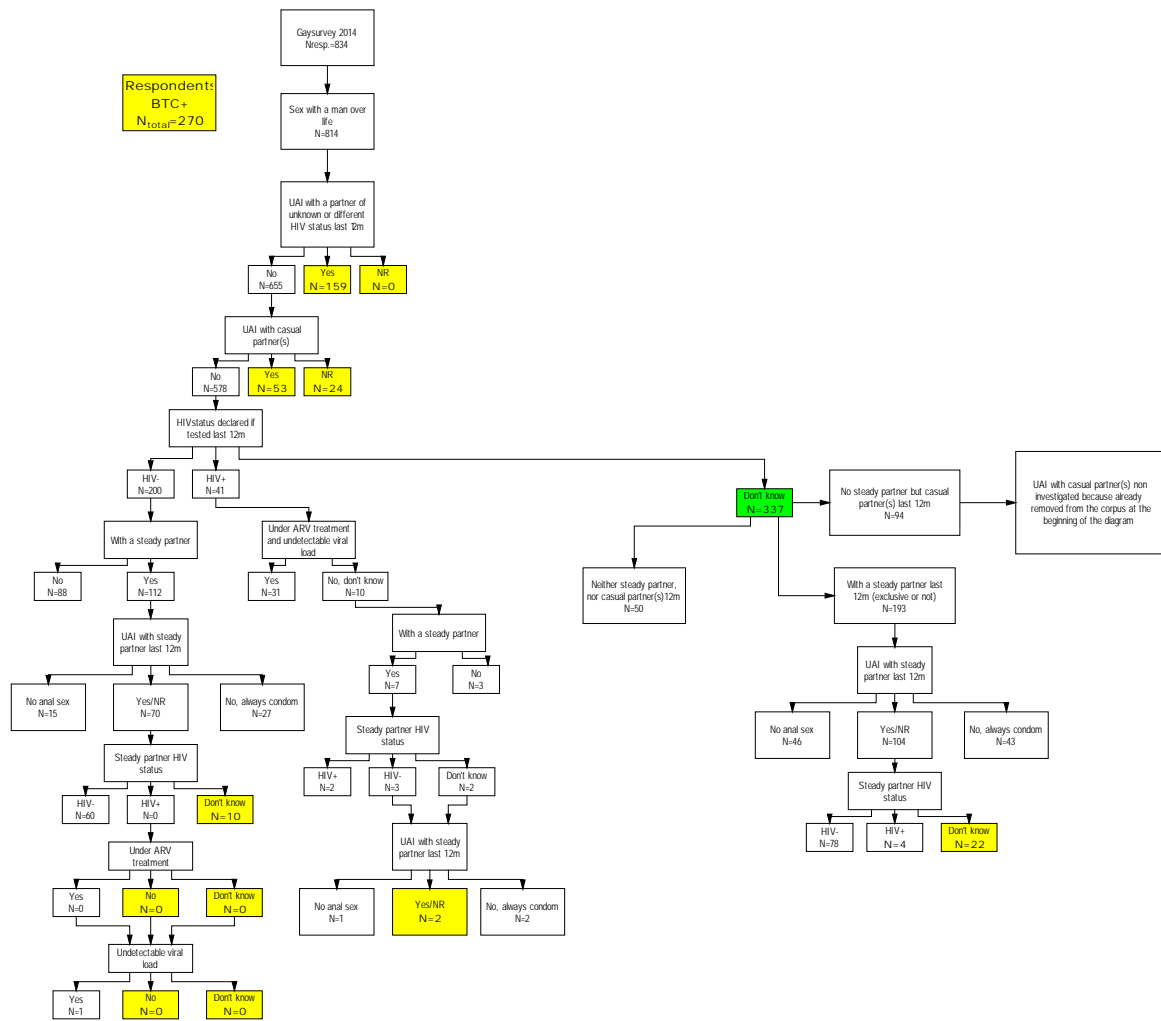 Gaysurvey 2014
Nresp.=834
Respondents
BTC+
Ntotal=270
Sex with a man over
life
N=814
UAI with a partner of
unknown or different
HIV status last 12m
No
N=655
Yes
N=159
NR
N=0
UAI with casual
partner(s)
No
N=578
Yes
N=53
NR
N=24
HIVstatus declared if
tested last 12m
HIV-
N=200
HIV+
N=41
Don't know
N=337
No steady partner but casual
partner(s) last 12m
N=94
UAI with casual partner(s) non
investigated because already
removed from the corpus at the
beginning of the diagram
With a steady partner
Under ARV treatment
and undetectable viral
load
No
N=88
Yes
N=112
Yes
N=31
No, don't know
N=10
Neither steady partner,
nor casual partner(s)12m
N=50
With a steady partner last
12m (exclusive or not)
N=193
UAI with steady
partner last 12m
With a steady partner
Yes
N=7
No
N=3
UAI with steady
partner last 12m
No anal sex
N=15
Yes/NR
N=70
No, always condom
N=27
Steady partner HIV
status
No anal sex
N=46
Yes/NR
N=104
No, always condom
N=43
Steady partner HIV
status
HIV+
N=2
HIV-
N=3
Don't know
N=2
Steady partner HIV
status
HIV-
N=60
HIV+
N=0
Don't know
N=10
UAI with steady
partner last 12m
HIV-
N=78
HIV+
N=4
Don't know
N=22
Under ARV
treatment
Yes
N=0
No
N=0
Don't know
N=0
No anal sex
N=1
Yes/NR
N=2
No, always condom
N=2
Undetectable viral
load
Yes
N=1
No
N=0
Don't know
N=0